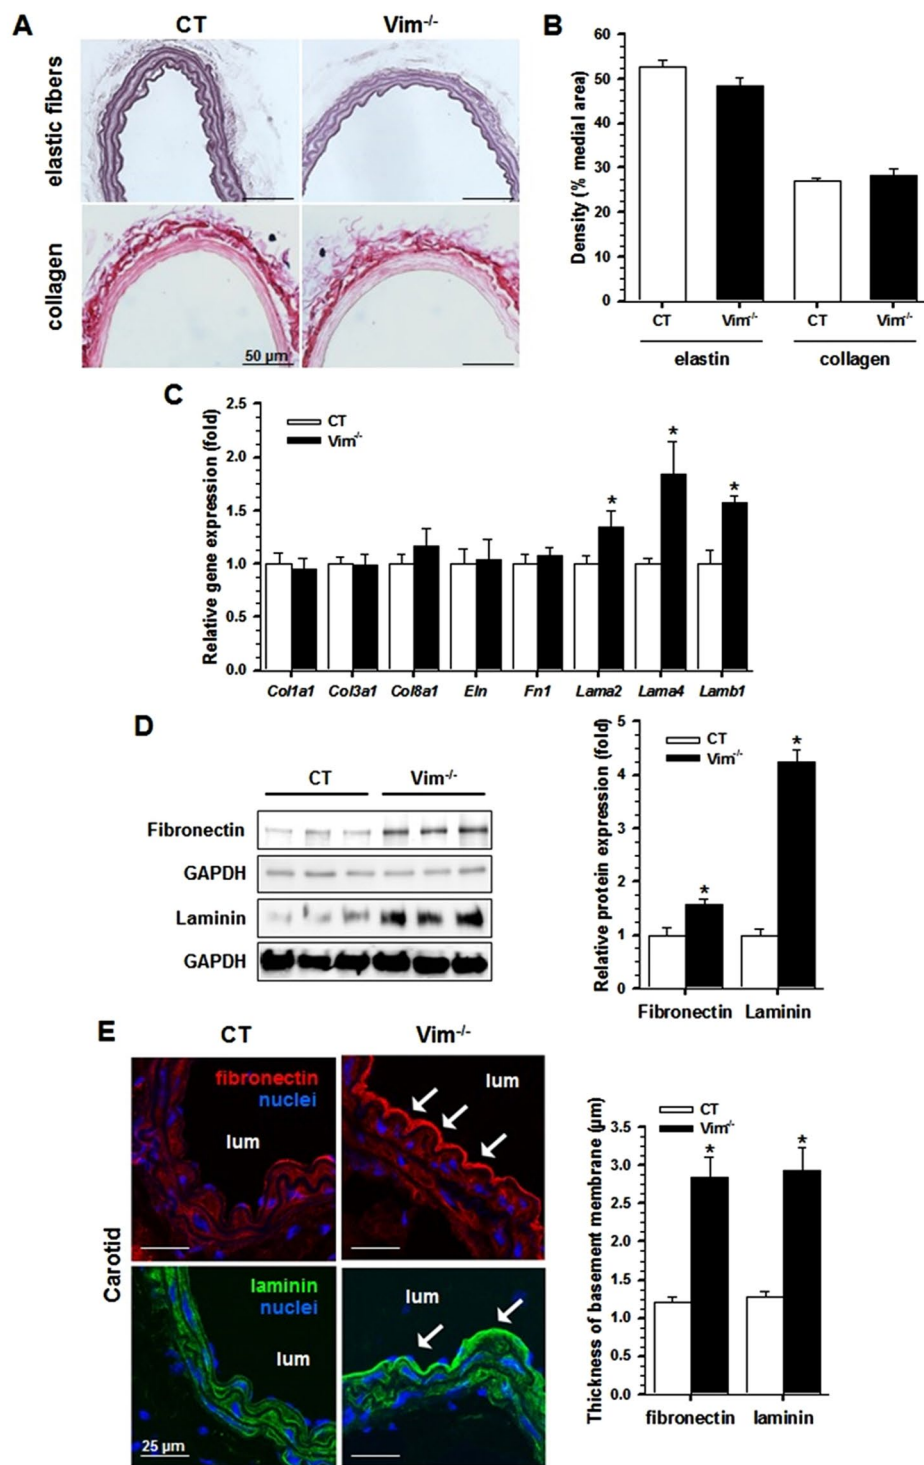 A
CT
Vim-/-
elastic fibers
collagen
50 µm
B
Density (% medial area)
60
50
40
30
20
10
0
CT
Vim-/-
CT
Vim-/-
elastin
collagen
C
Relative gene expression (fold)
2.5
2.0
1.5
1.0
0.5
0.0
CT
Vim-/-
*
*
*
Col1a1
Col3a1
Col8a1
Eln
Fn1
Lama2
Lama4
Lamb1
D
CT
Vim-/-
Fibronectin
GAPDH
Laminin
GAPDH
Relative protein expression (fold)
5
4
3
2
1
0
CT
Vim-/-
*
*
Fibronectin
Laminin
E
CT
Vim-/-
Carotid
fibronectin
nuclei
lum
lum
laminin
nuclei
lum
lum
25 µm
Thickness of basement membrane (µm)
3.5
3.0
2.5
2.0
1.5
1.0
0.5
0.0
CT
Vim-/-
*
*
fibronectin
laminin